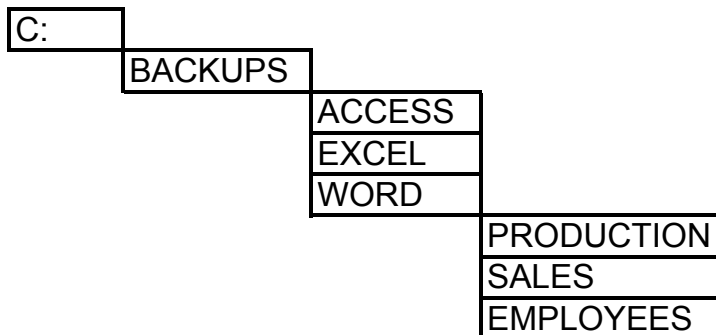 C:
BACKUPS
ACCESS
EXCEL
WORD
PRODUCTION
SALES
EMPLOYEES